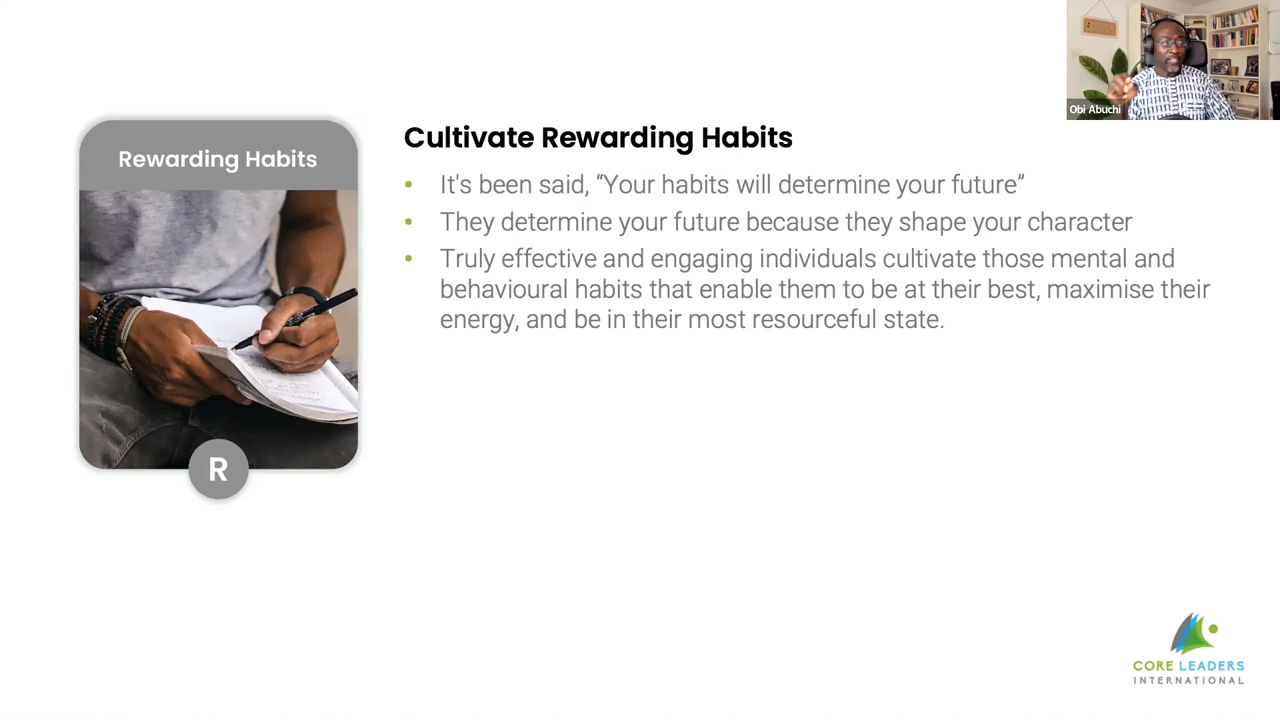 Obi Abuchi
Rewarding Habits
R
Cultivate Rewarding Habits
• It's been said, “Your habits will determine your future”
• They determine your future because they shape your character
• Truly effective and engaging individuals cultivate those mental and
behavioural habits that enable them to be at their best, maximise their
energy, and be in their most resourceful state.
CORE LEADERS
INTERNATIONAL